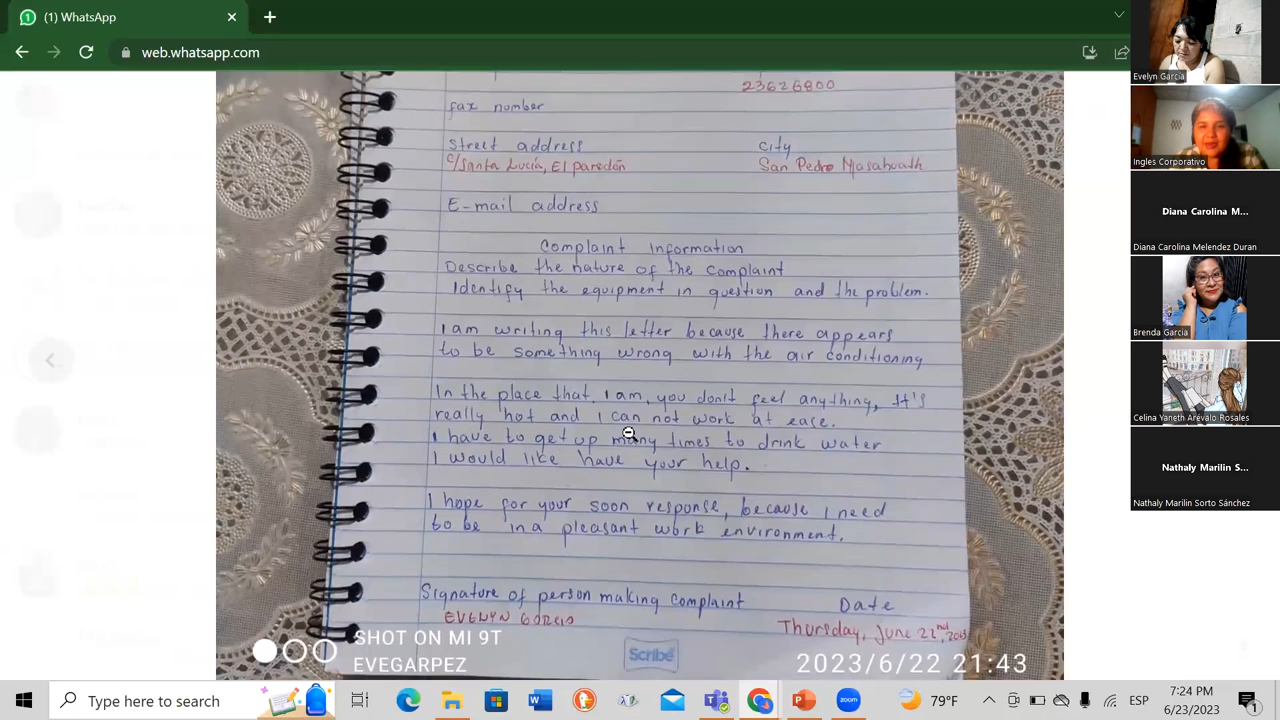 (1) WhatsApp
web.whatsapp.com
23626800
fax number
Street address City
c/Santa Lucía, El paredón San Pedro Masahuath
E-mail address
Complaint information
Describe the nature of the complaint
Identify the equipment in question and the problem.
I am writing this letter because there appears
to be something wrong with the air conditioning
In the place that I am, you don't feel anything, It's
really hot and I can not work at ease.
I have to get up many times to drink water
I would like have your help.
I hope for your soon response, because I need
to be in a pleasant work environment.
Signature of person making complaint Date
EVELYN GARCIA
Thursday, June 22nd, 2023
SHOT ON MI 9T
EVEGARPEZ
Scribe
2023/6/22 21:43
Evelyn Garcia
Ingles Corporativo
Diana Carolina M...
Diana Carolina Melendez Duran
Brenda Garcia
Celina Yaneth Arévalo Rosales
Nathaly Marilin S...
Nathaly Marilin Sorto Sánchez
Type here to search
zoom
79°F
ESP
7:24 PM
6/23/2023
1